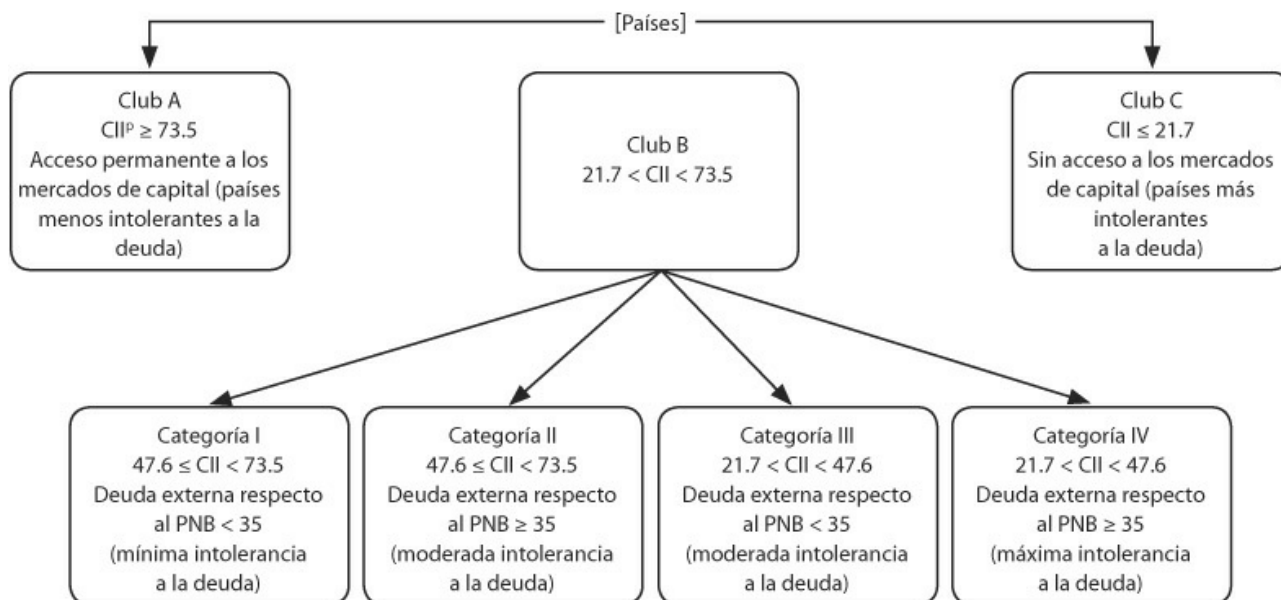 [Países]
Club A
CIIᵖ ≥ 73.5
Acceso permanente a los
mercados de capital (países
menos intolerantes a la
deuda)
Club B
21.7 < CII < 73.5
Club C
CII ≤ 21.7
Sin acceso a los mercados
de capital (países más
intolerantes
a la deuda)
Categoría I
47.6 ≤ CII < 73.5
Deuda externa respecto
al PNB < 35
(mínima intolerancia
a la deuda)
Categoría II
47.6 ≤ CII < 73.5
Deuda externa respecto
al PNB ≥ 35
(moderada intolerancia
a la deuda)
Categoría III
21.7 < CII < 47.6
Deuda externa respecto
al PNB < 35
(moderada intolerancia
a la deuda)
Categoría IV
21.7 < CII < 47.6
Deuda externa respecto
al PNB ≥ 35
(máxima intolerancia
a la deuda)